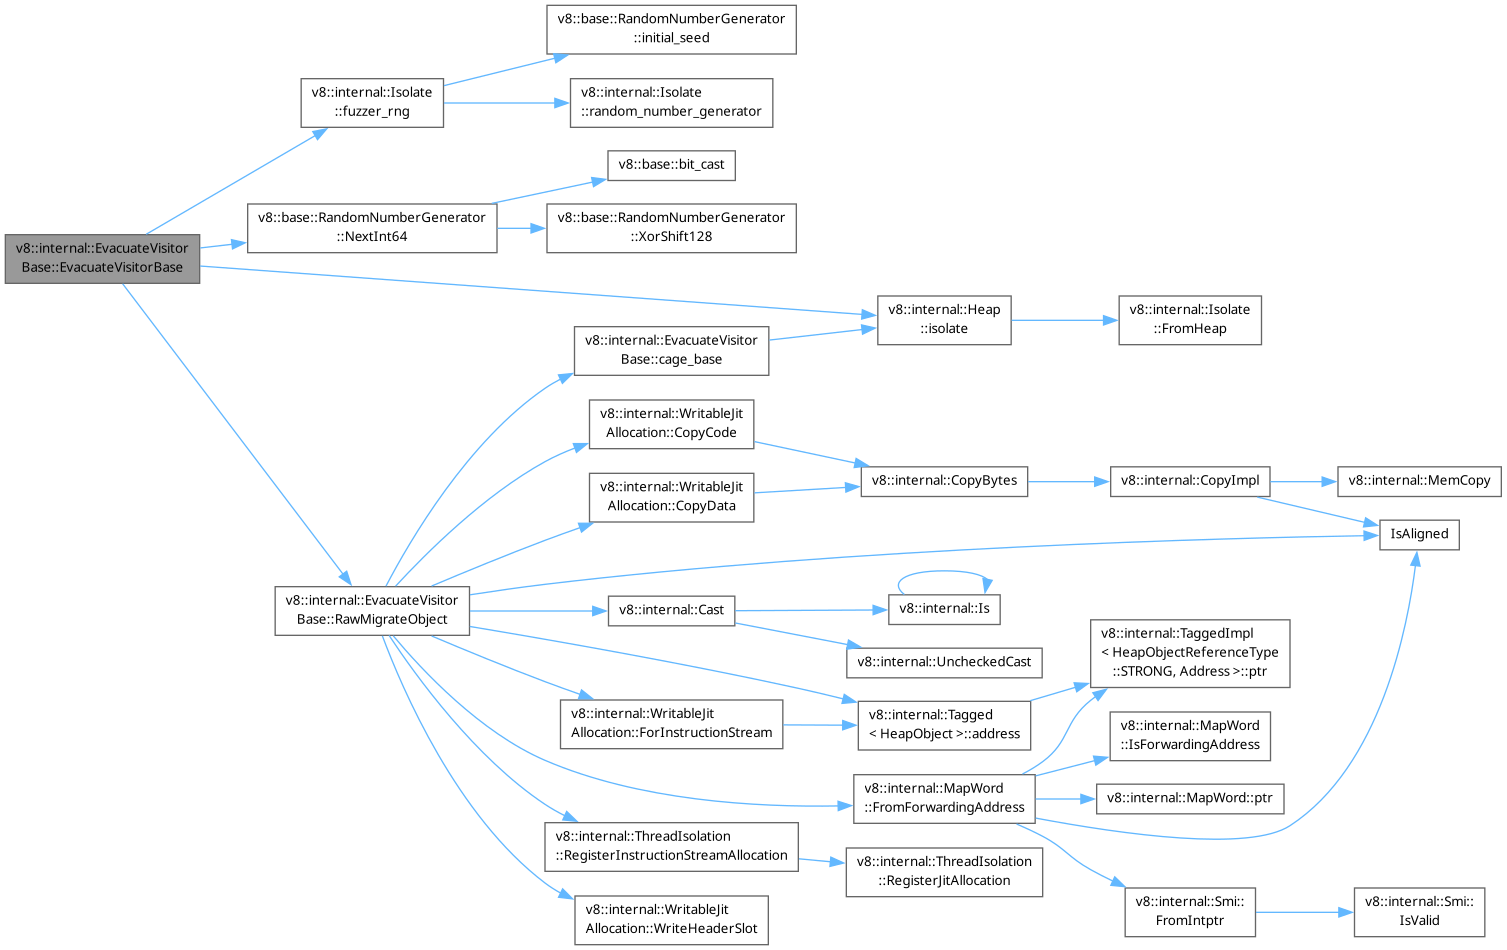 v8::base::RandomNumberGenerator
::initial_seed
v8::internal::Isolate
::fuzzer_rng
v8::internal::Isolate
::random_number_generator
v8::base::bit_cast
v8::base::RandomNumberGenerator
::NextInt64
v8::base::RandomNumberGenerator
::XorShift128
v8::internal::EvacuateVisitor
Base::EvacuateVisitorBase
v8::internal::Heap
::isolate
v8::internal::Isolate
::FromHeap
v8::internal::EvacuateVisitor
Base::cage_base
v8::internal::WritableJit
Allocation::CopyCode
v8::internal::WritableJit
Allocation::CopyData
v8::internal::CopyBytes
v8::internal::CopyImpl
v8::internal::MemCopy
IsAligned
v8::internal::EvacuateVisitor
Base::RawMigrateObject
v8::internal::Cast
v8::internal::Is
v8::internal::UncheckedCast
v8::internal::TaggedImpl
< HeapObjectReferenceType
::STRONG, Address >::ptr
v8::internal::WritableJit
Allocation::ForInstructionStream
v8::internal::Tagged
< HeapObject >::address
v8::internal::MapWord
::IsForwardingAddress
v8::internal::MapWord
::FromForwardingAddress
v8::internal::MapWord::ptr
v8::internal::ThreadIsolation
::RegisterInstructionStreamAllocation
v8::internal::ThreadIsolation
::RegisterJitAllocation
v8::internal::Smi::
FromIntptr
v8::internal::Smi::
IsValid
v8::internal::WritableJit
Allocation::WriteHeaderSlot